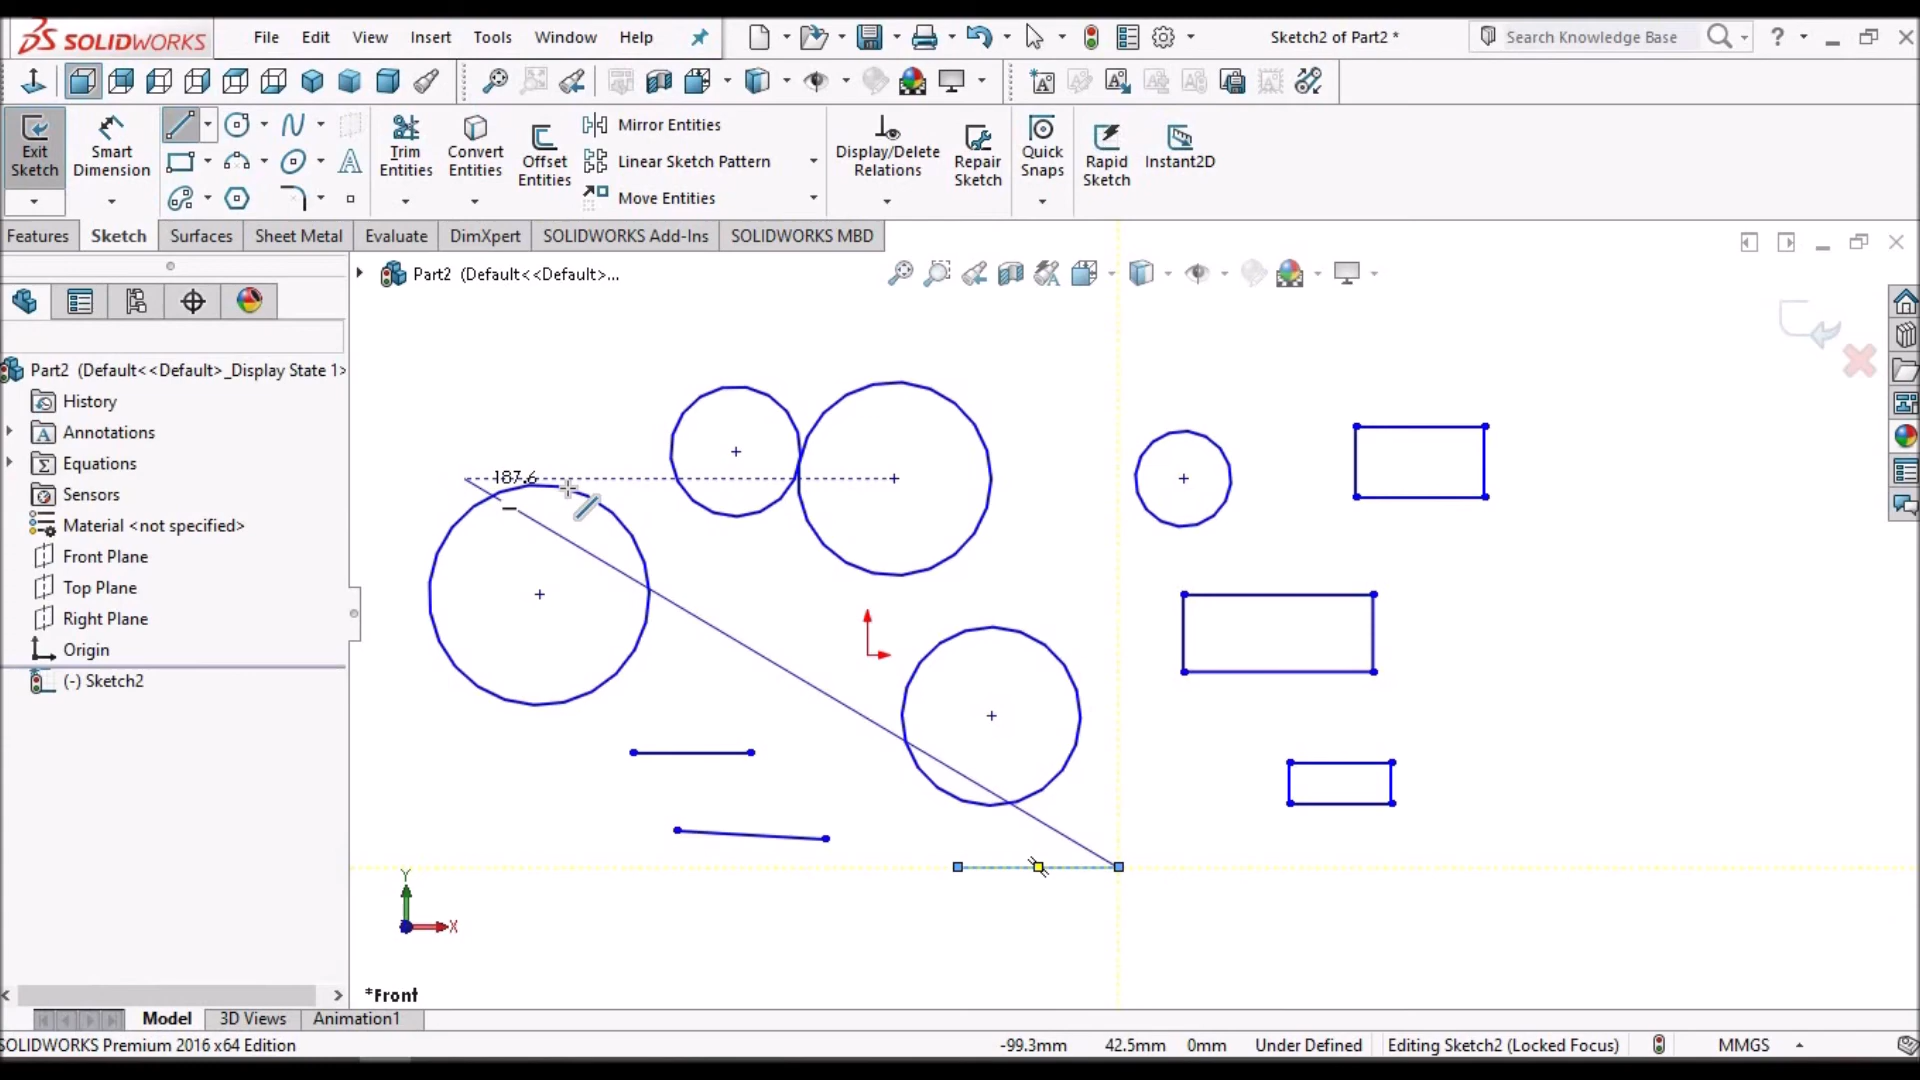 SOLIDWORKS File Edit View Insert Tools Window Help Sketch2 of Part2 * Search Knowledge Base ?
Exit Sketch
Smart Dimension
Trim Entities
Convert Entities
Offset Entities
Mirror Entities
Linear Sketch Pattern
Move Entities
Display/Delete Relations
Repair Sketch
Quick Snaps
Rapid Sketch
Instant2D
Features Sketch Surfaces Sheet Metal Evaluate DimXpert SOLIDWORKS Add-Ins SOLIDWORKS MBD
Part2 (Default<<Default>...
Part2 (Default<<Default>_Display State 1>
History
Annotations
Equations
Sensors
Material <not specified>
Front Plane
Top Plane
Right Plane
Origin
(-) Sketch2
187.6
Y
X
*Front
Model 3D Views Animation1
SOLIDWORKS Premium 2016 x64 Edition -99.3mm 42.5mm 0mm Under Defined Editing Sketch2 (Locked Focus) MMGS